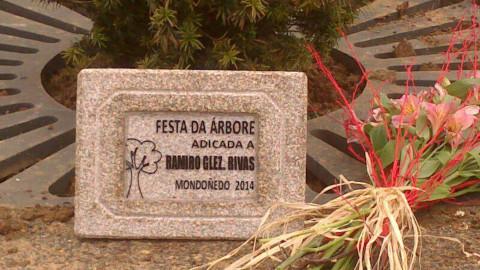 FESTA DA ÁRBORE
ADICADA A
RAMIRO GLEZ. RIVAS
MONDOÑEDO 2014